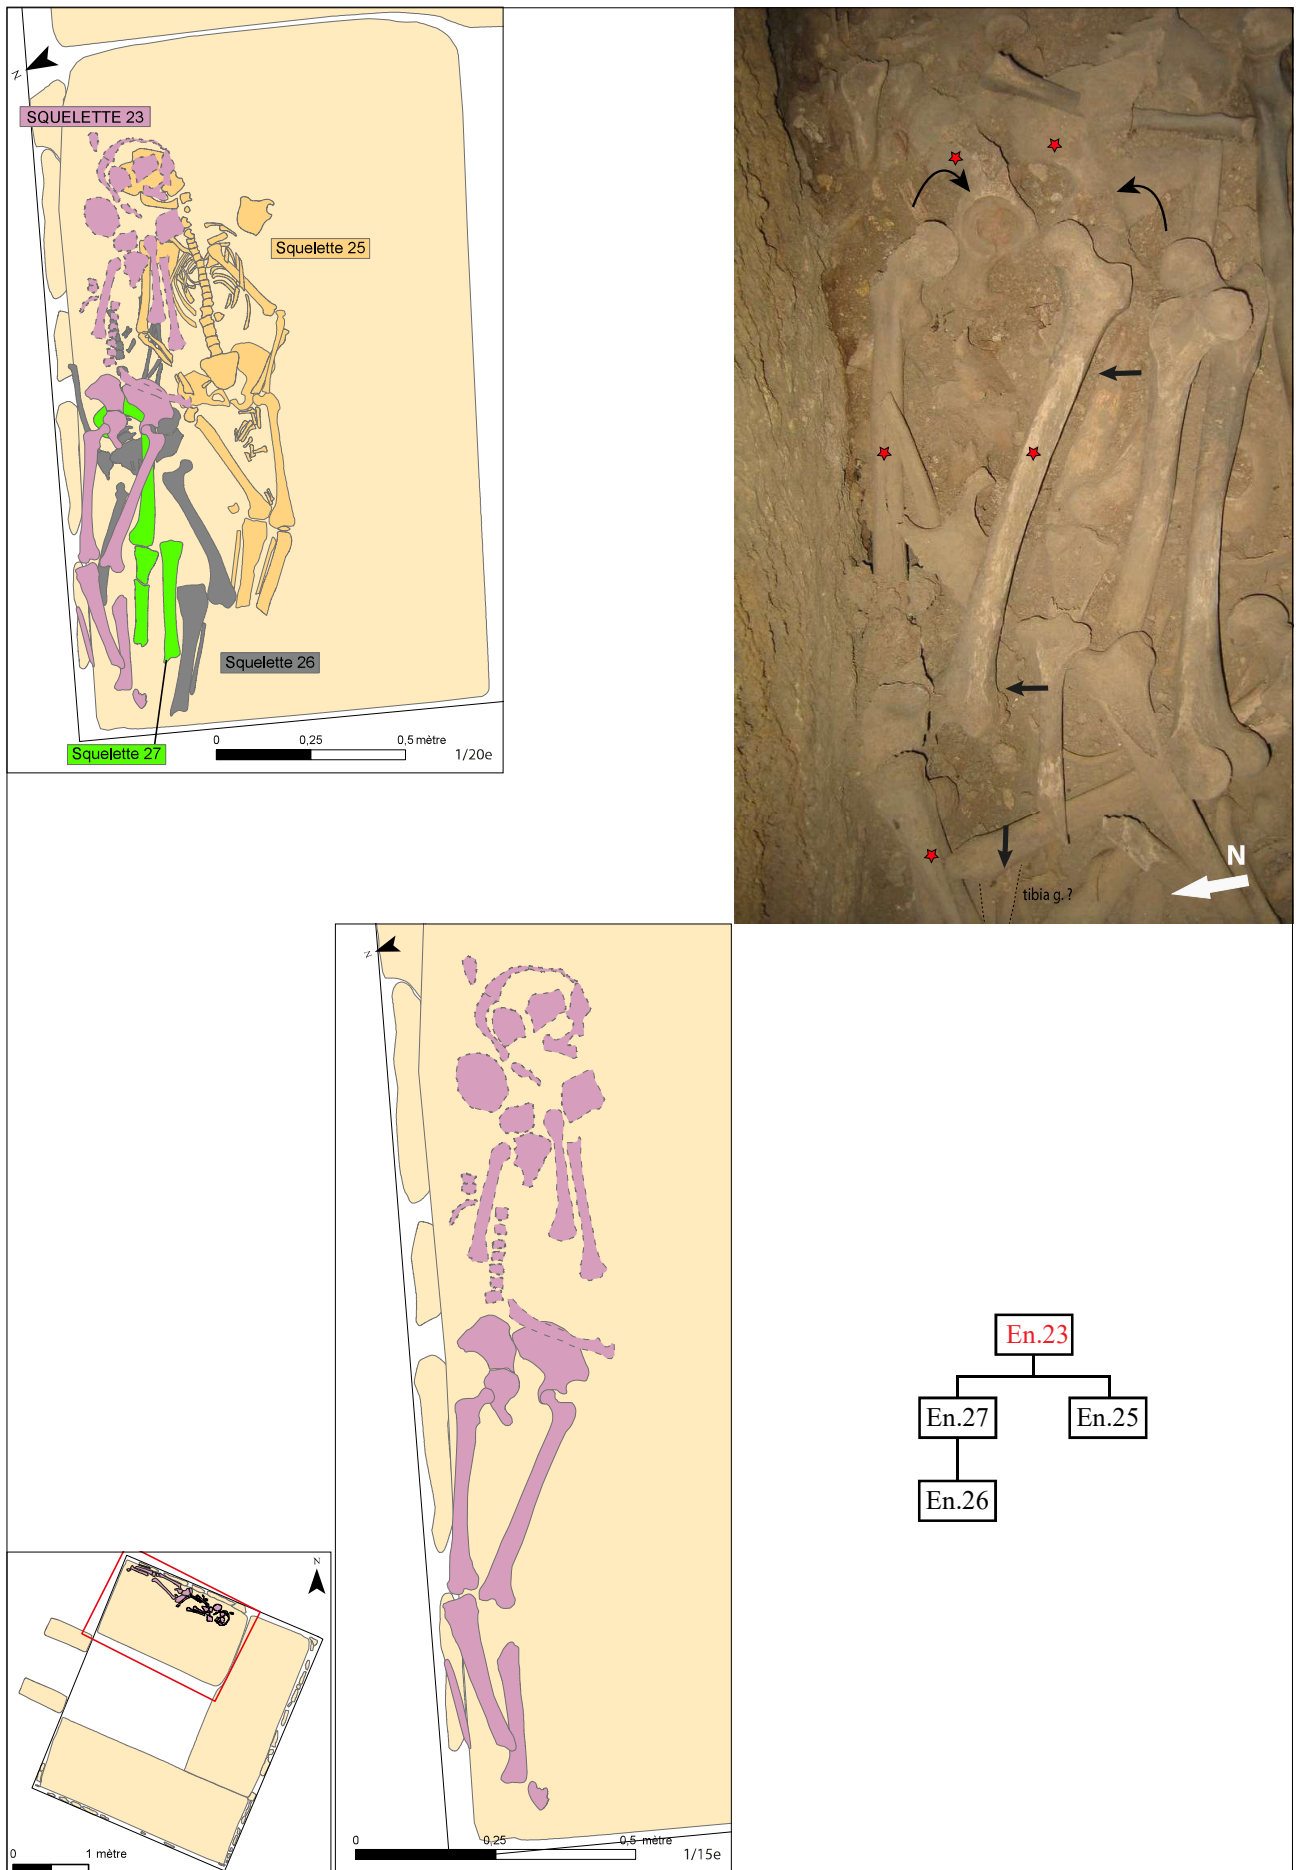 N
SQUELETTE 23
Squelette 25
Squelette 26
Squelette 27
0 0,25 0,5 mètre
1/20e
N
tibia g. ?
N
En.23
En.27 En.25
En.26
N
0 1 mètre
0 0,25 0,5 mètre
1/15e